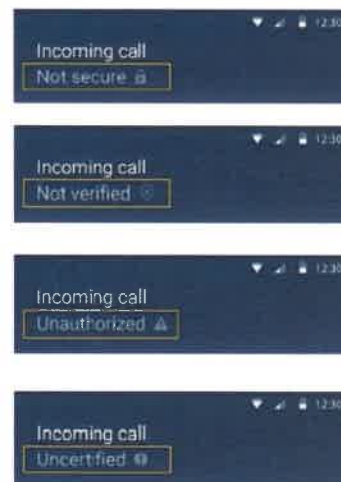 12:30
Incoming call
Not secure
12:30
Incoming call
Not verified
12:30
Incoming call
Unauthorized
12:30
Incoming call
Uncertified